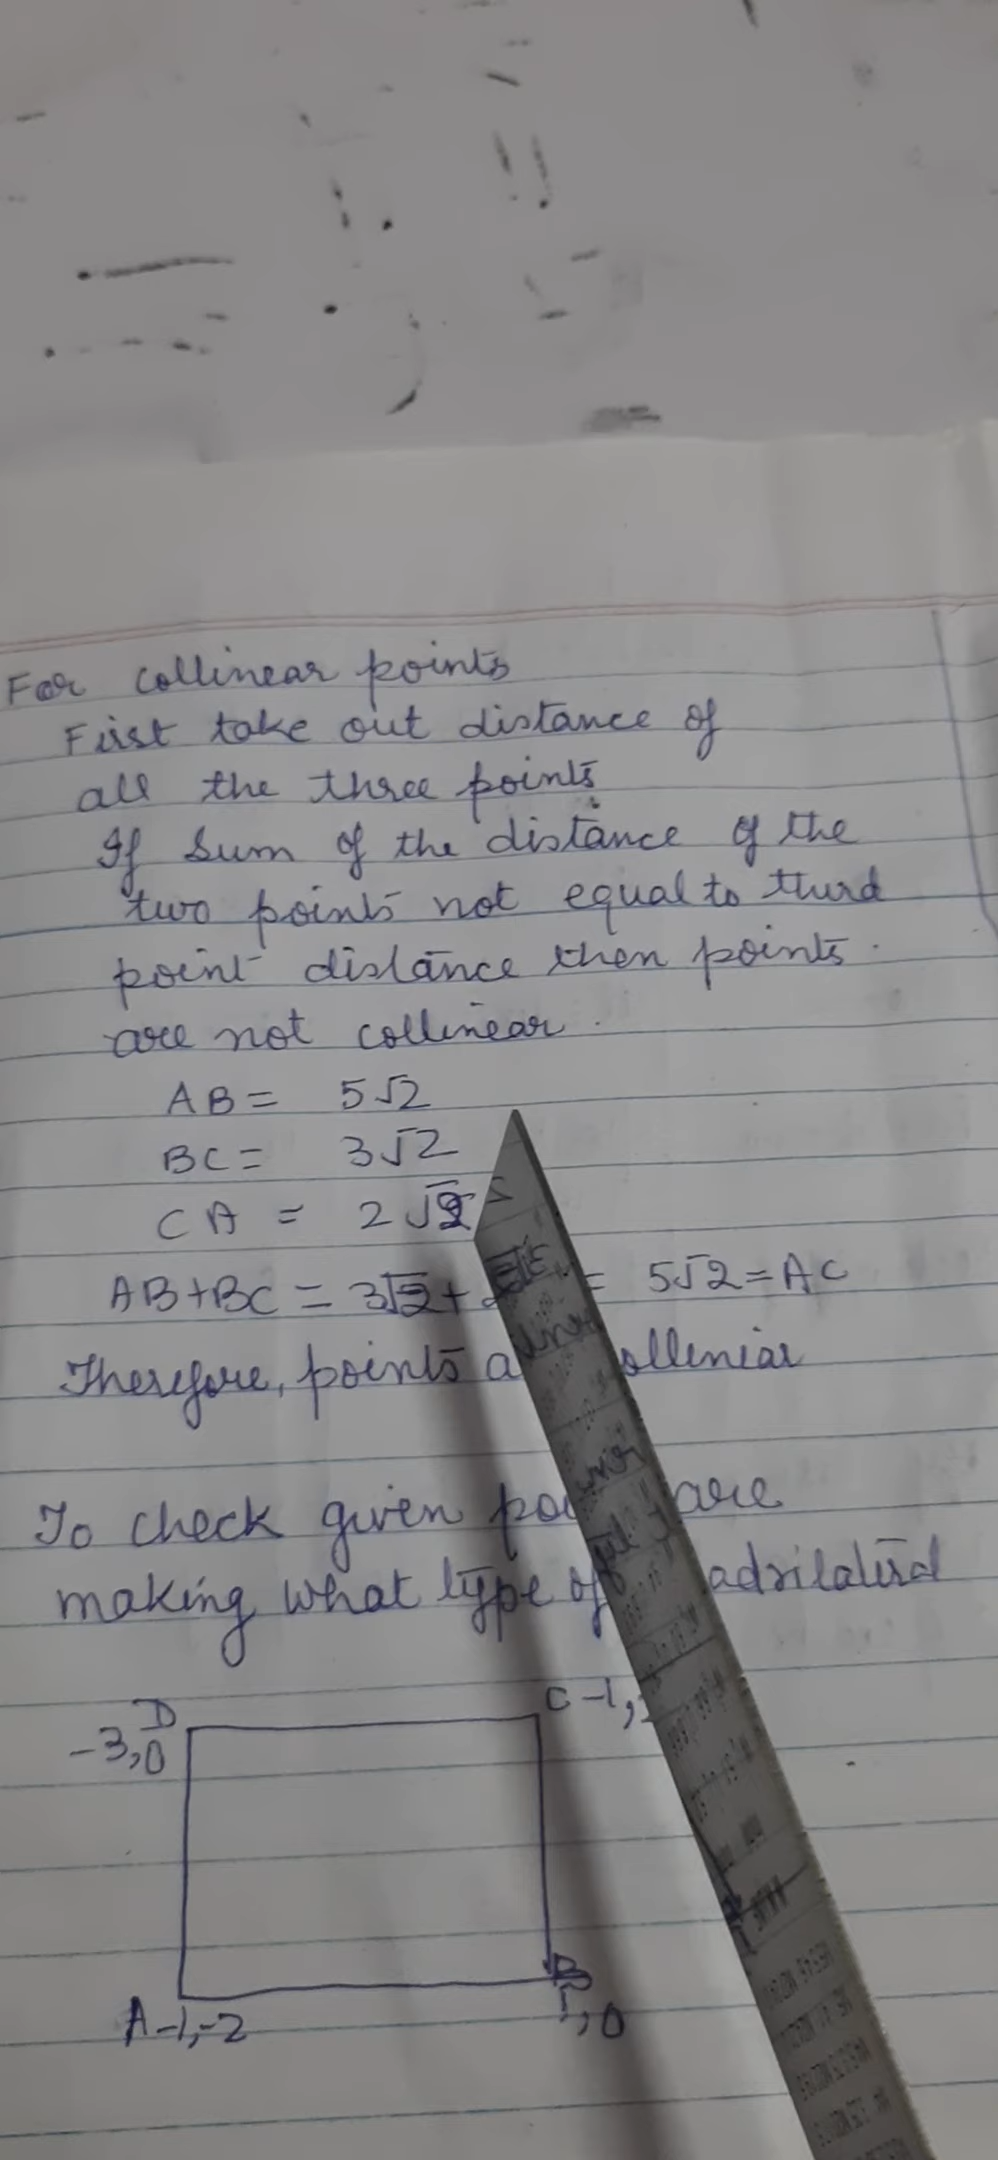 For collinear points
First take out distance of
all the three points
If Sum of the distance of the
two points not equal to third
point distance then points.
are not collinear.
AB = 5√2
BC = 3√2
CA = 2√2
AB+BC = 3√2+ = 5√2 = AC
Therefore, points
To check given are
making what type of
D
-3,0
C -1,
A -1,-2
B
1,0